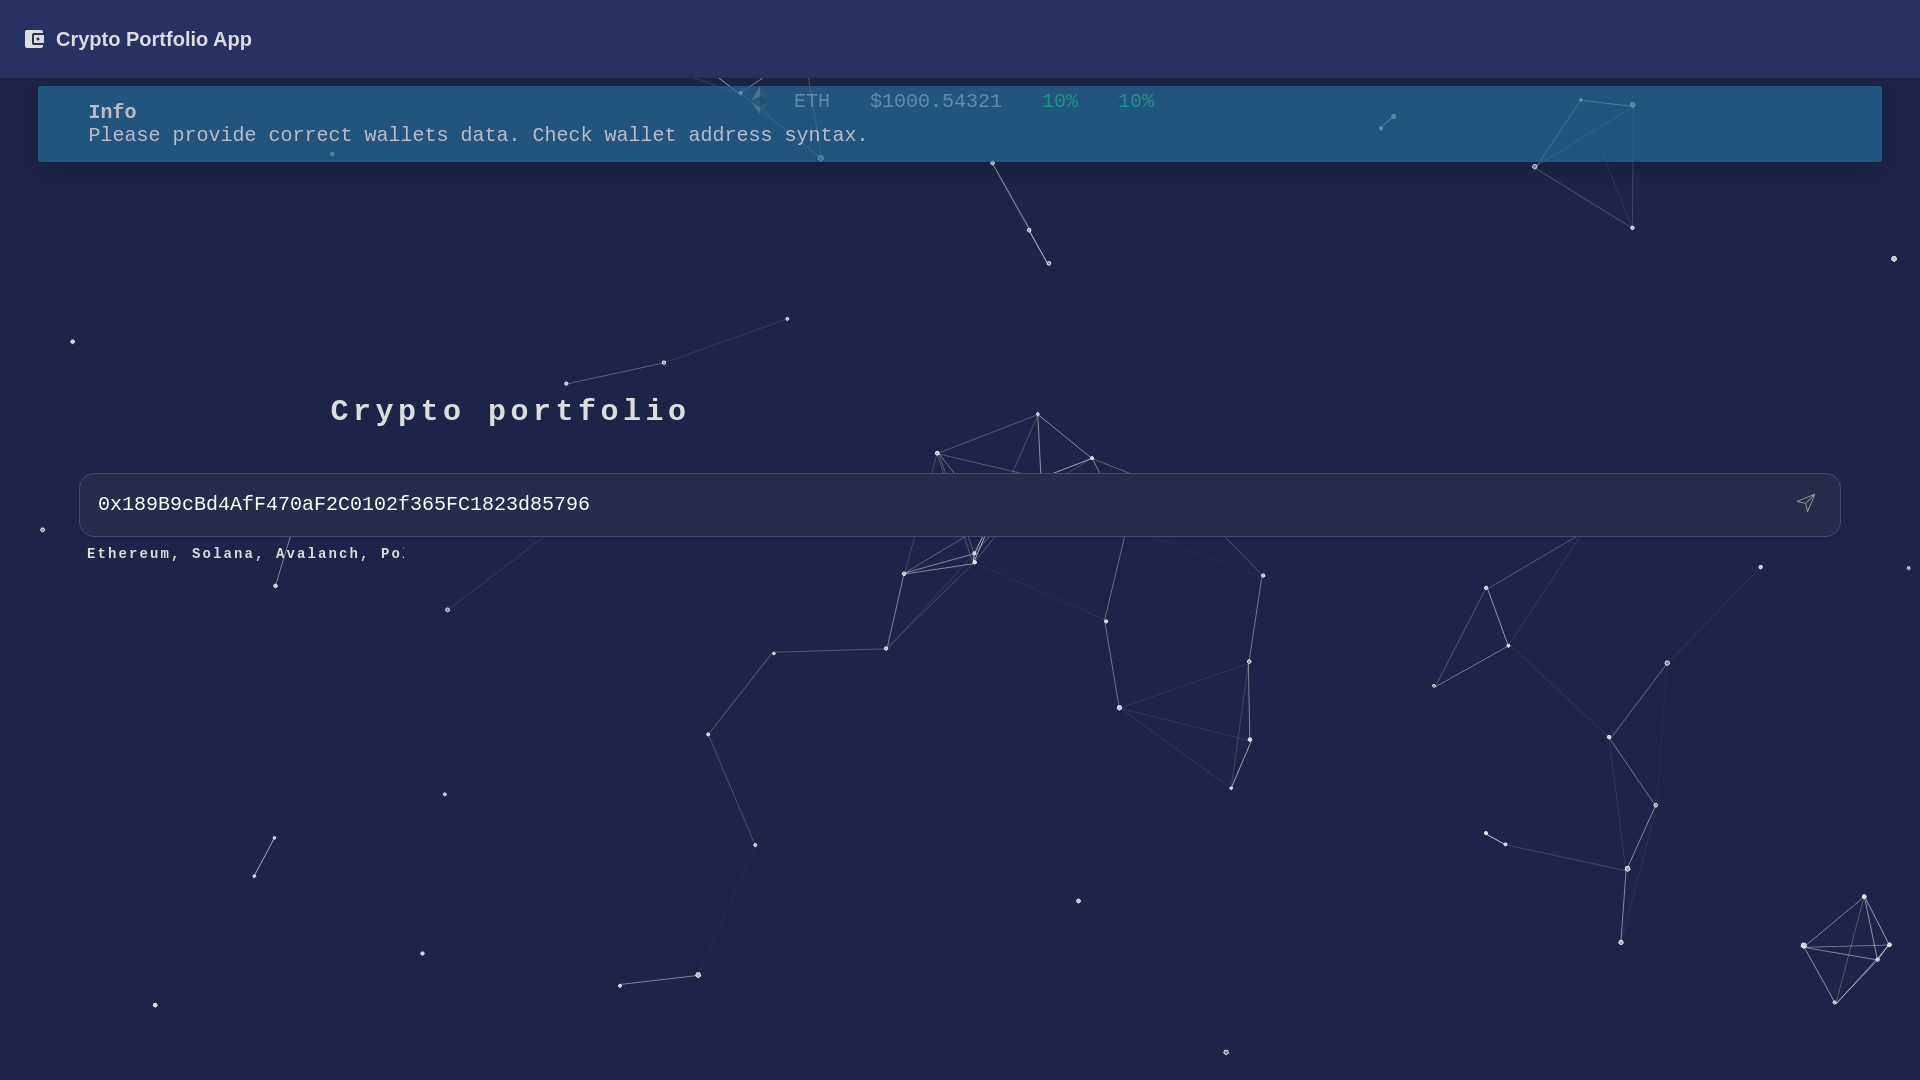 Crypto Portfolio App
ETH $1000.54321 10% 10%
Info
Please provide correct wallets data. Check wallet address syntax.
Crypto portfolio
0x189B9cBd4AfF470aF2C0102f365FC1823d85796
Ethereum, Solana, Avalanch, Po